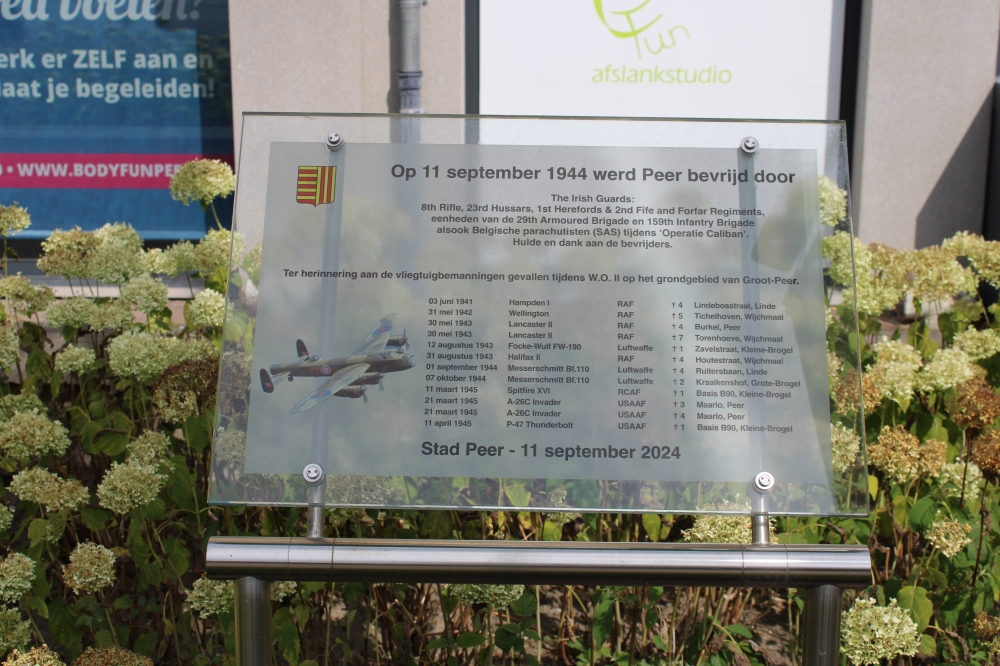 ed voelen?
erk er ZELF aan en
laat je begeleiden!
WWW.BODYFUNPE
fun
afslankstudio
Op 11 september 1944 werd Peer bevrijd door
The Irish Guards:
8th Rifle, 23rd Hussars, 1st Herefords & 2nd Fife and Forfar Regiments,
eenheden van de 29th Armoured Brigade en 159th Infantry Brigade
alsook Belgische parachutisten (SAS) tijdens 'Operatie Caliban'.
Hulde en dank aan de bevrijders.
Ter herinnering aan de vliegtuigbemanningen gevallen tijdens W.O. II op het grondgebied van Groot-Peer.
03 juni 1941 Hampden I RAF † 4 Lindebosstraat, Linde
31 mei 1942 Wellington RAF † 5 Tichelhoven, Wijchmaal
30 mei 1943 Lancaster II RAF † 4 Burkel, Peer
30 mei 1943 Lancaster II RAF † 7 Torenhoeve, Wijchmaal
12 augustus 1943 Focke-Wulf FW-190 Luftwaffe † 1 Zavelstraat, Kleine-Brogel
31 augustus 1943 Halifax II RAF † 4 Houtestraat, Wijchmaal
01 september 1944 Messerschmitt Bf.110 Luftwaffe † 4 Ruitersbaan, Linde
07 oktober 1944 Messerschmitt Bf.110 Luftwaffe † 2 Kraaikenshof, Grote-Brogel
11 maart 1945 Spitfire XVI RCAF † 1 Basis B90, Kleine-Brogel
21 maart 1945 A-26C Invader USAAF † 3 Maarlo, Peer
21 maart 1945 A-26C Invader USAAF † 4 Maarlo, Peer
11 april 1945 P-47 Thunderbolt USAAF † 1 Basis B90, Kleine-Brogel
Stad Peer - 11 september 2024